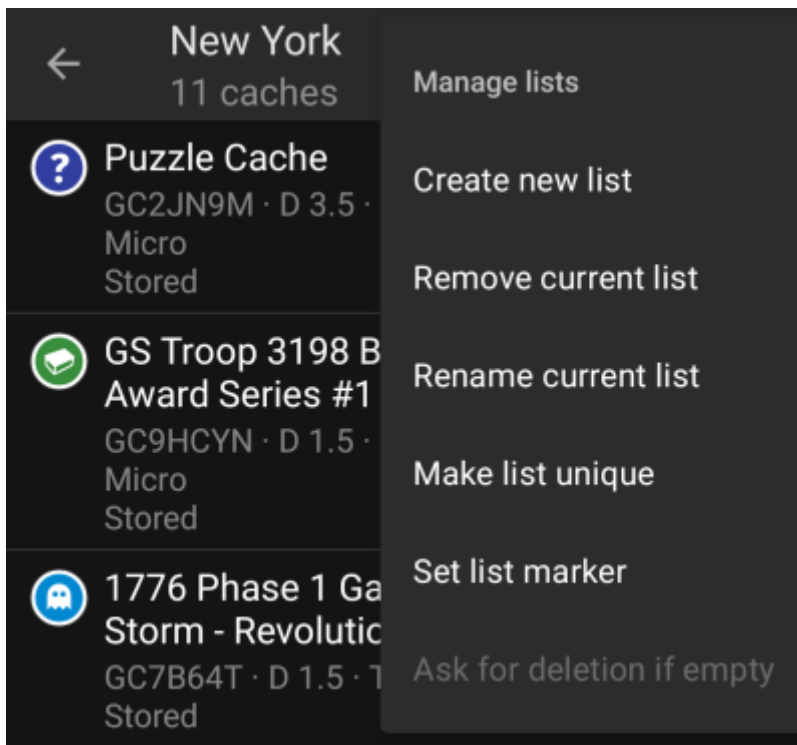 New York
11 caches
Puzzle Cache
GC2JN9M · D 3.5 ·
Micro
Stored
GS Troop 3198 B
Award Series #1
GC9HCYN · D 1.5 ·
Micro
Stored
1776 Phase 1 Ga
Storm - Revolutio
GC7B64T · D 1.5 · T
Stored
Manage lists
Create new list
Remove current list
Rename current list
Make list unique
Set list marker
Ask for deletion if empty